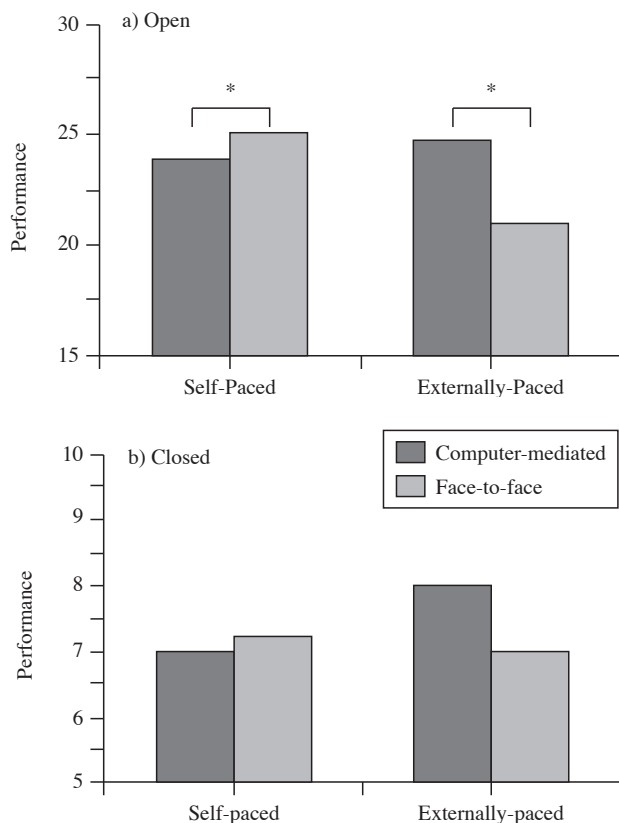 a) Open
30
25
20
15
Performance
*
*
Self-Paced
Externally-Paced
b) Closed
10
9
8
7
6
5
Performance
Computer-mediated
Face-to-face
Self-paced
Externally-paced